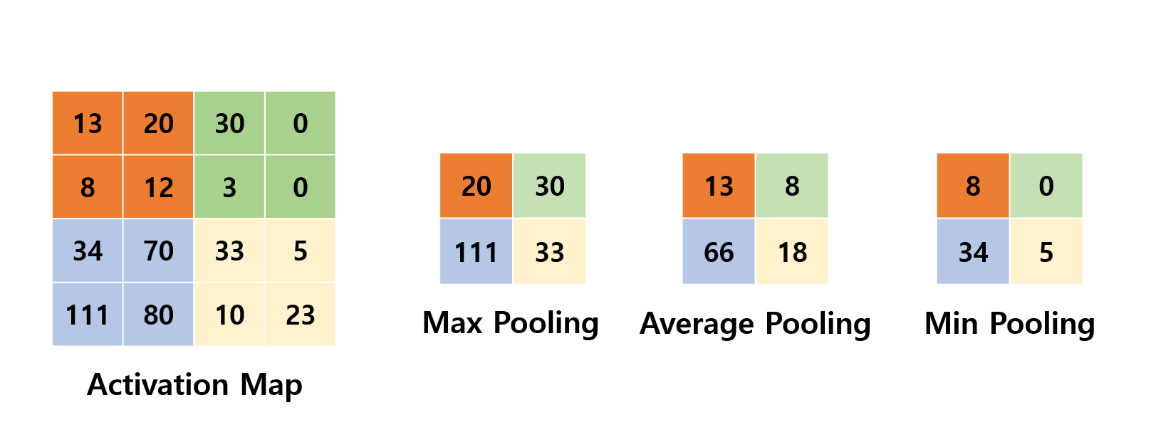 13 20 30 0
8 12 3 0
34 70 33 5
111 80 10 23
Activation Map
20 30
111 33
Max Pooling
13 8
66 18
Average Pooling
8 0
34 5
Min Pooling